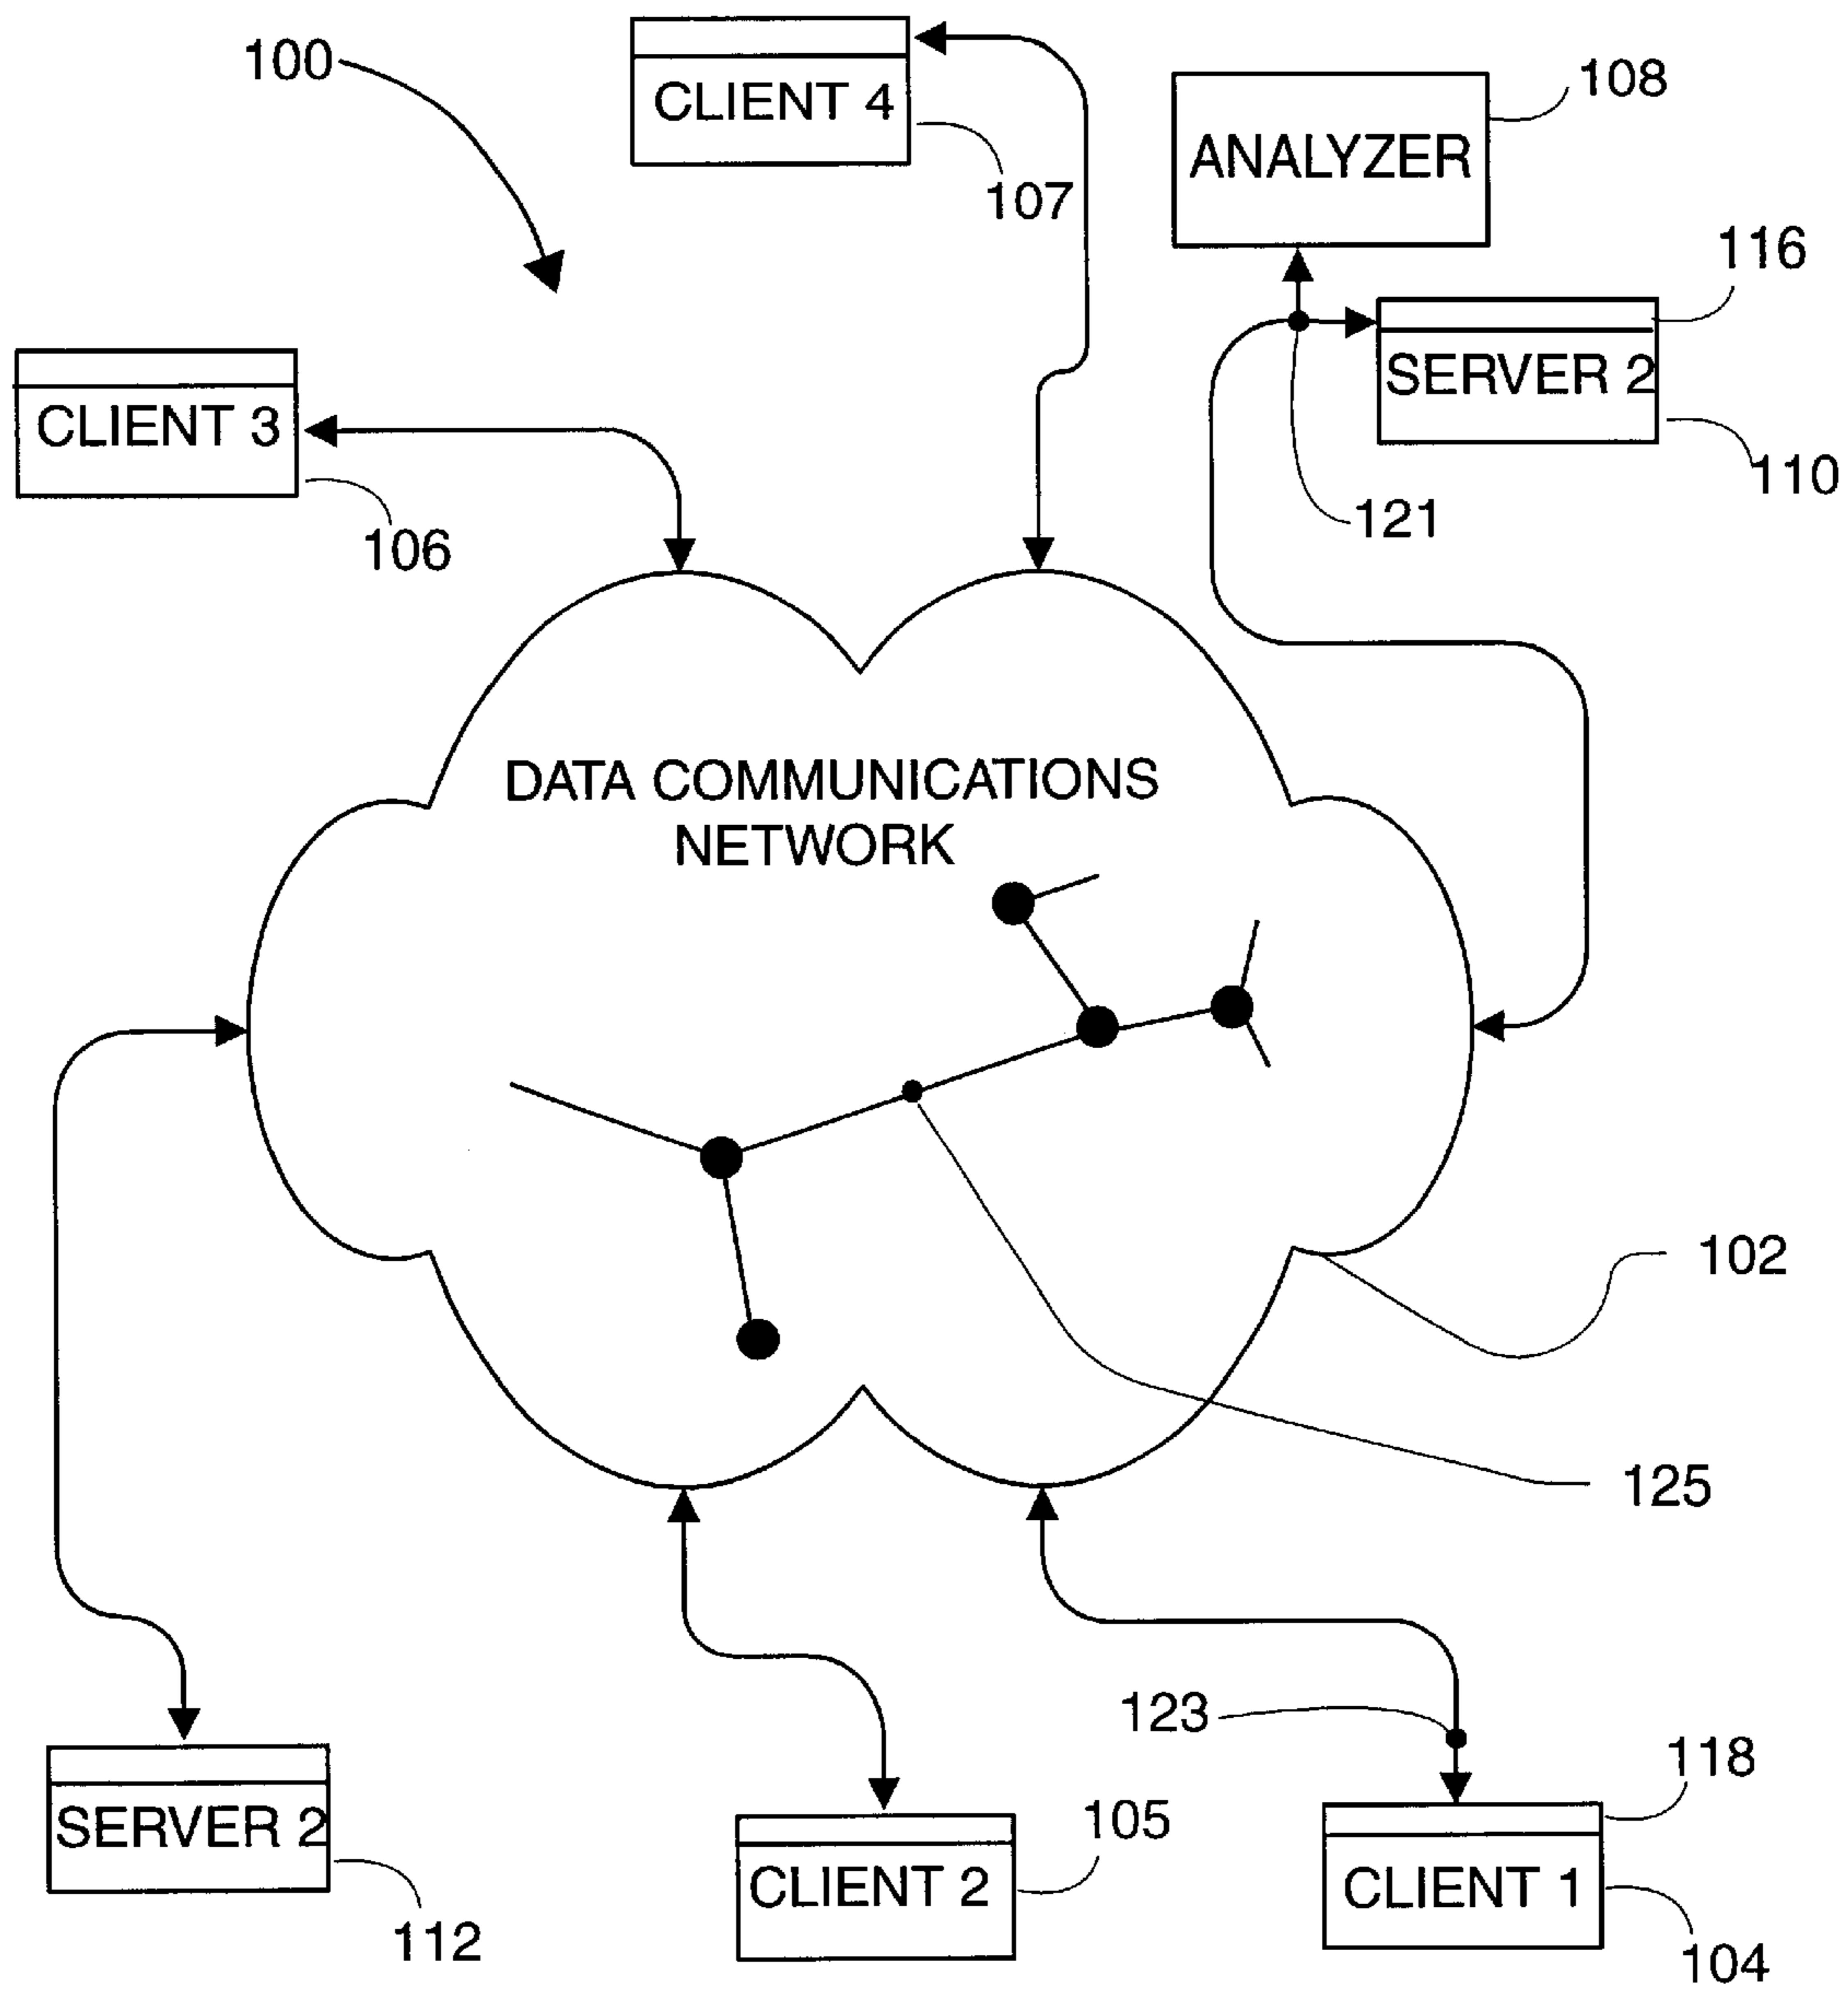 100
CLIENT 4
107
ANALYZER
108
116
SERVER 2
110
121
CLIENT 3
106
DATA COMMUNICATIONS
NETWORK
102
125
123
118
CLIENT 1
104
105
CLIENT 2
SERVER 2
112